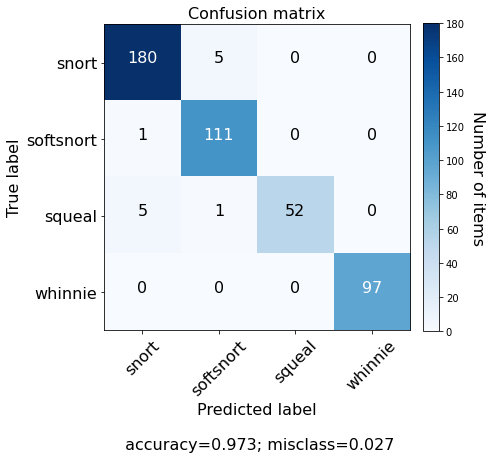 Confusion matrix
True label
snort 180 5 0 0
softsnort 1 111 0 0
squeal 5 1 52 0
whinnie 0 0 0 97
snort softsnort squeal whinnie
Predicted label
accuracy=0.973; misclass=0.027
180
160
140
120
100
80
60
40
20
0
Number of items